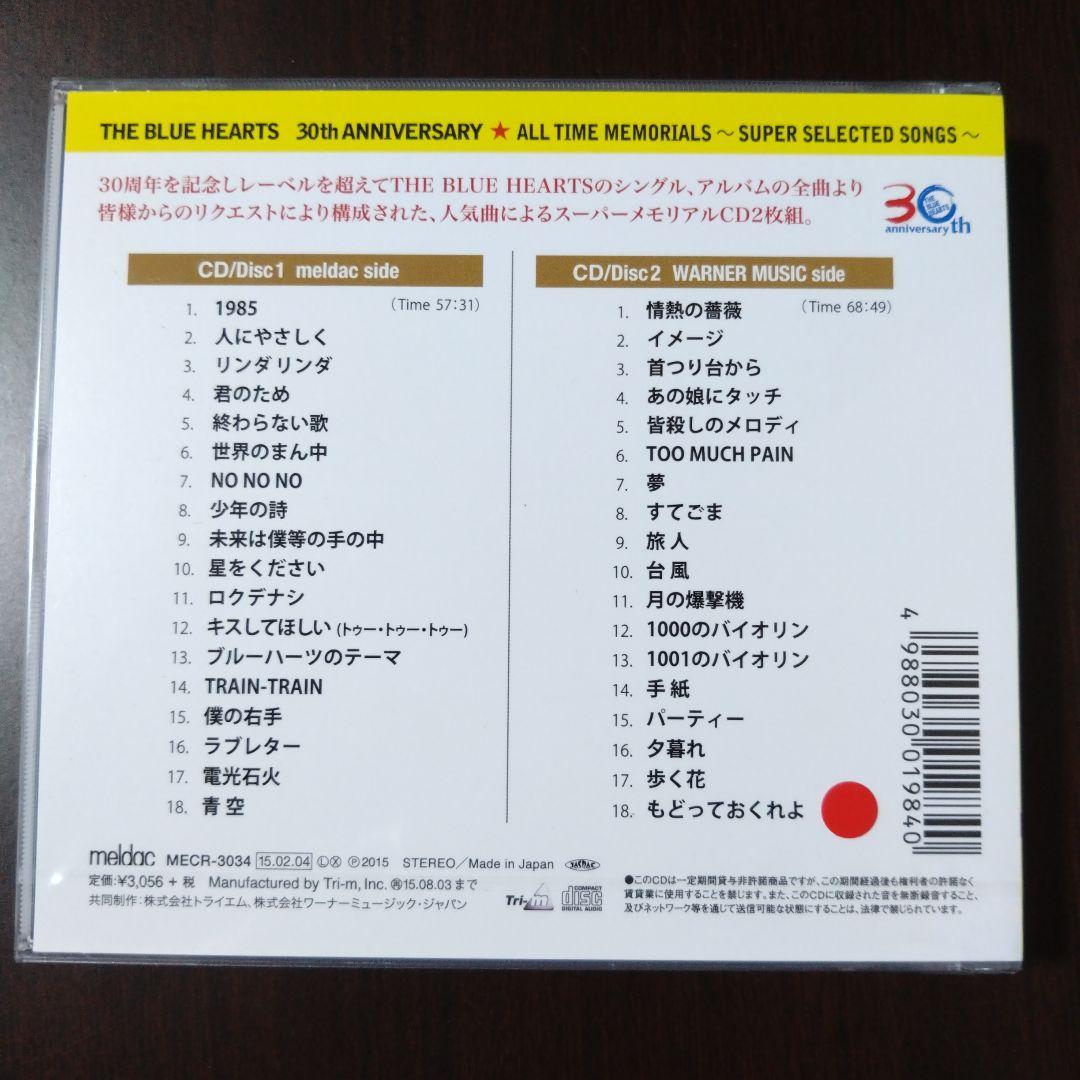 THE BLUE HEARTS 30th ANNIVERSARY ★ ALL TIME MEMORIALS ～ SUPER SELECTED SONGS ～
30周年を記念しレーベルを超えてTHE BLUE HEARTSのシングル、アルバムの全曲より
皆様からのリクエストにより構成された、人気曲によるスーパーメモリアルCD2枚組。
30th
THE BLUE HEARTS
anniversary
CD/Disc1 meldac side
(Time 57:31)
1. 1985
2. 人にやさしく
3. リンダ リンダ
4. 君のため
5. 終わらない歌
6. 世界のまん中
7. NO NO NO
8. 少年の詩
9. 未来は僕等の手の中
10. 星をください
11. ロクデナシ
12. キスしてほしい (トゥー・トゥー・トゥー)
13. ブルーハーツのテーマ
14. TRAIN-TRAIN
15. 僕の右手
16. ラブレター
17. 電光石火
18. 青空
CD/Disc2 WARNER MUSIC side
(Time 68:49)
1. 情熱の薔薇
2. イメージ
3. 首つり台から
4. あの娘にタッチ
5. 皆殺しのメロディ
6. TOO MUCH PAIN
7. 夢
8. すてごま
9. 旅人
10. 台風
11. 月の爆撃機
12. 1000のバイオリン
13. 1001のバイオリン
14. 手紙
15. パーティー
16. 夕暮れ
17. 歩く花
18. もどっておくれよ
4 988030 019840
meldac MECR-3034 15.02.04 Ⓛ Ⓧ Ⓟ2015 STEREO／Made in Japan
定価:¥3,056 + 税 Manufactured by Tri-m, Inc. ㊐15.08.03まで
共同制作：株式会社トライエム、株式会社ワーナーミュージック・ジャパン
Tri-m
COMPACT disc DIGITAL AUDIO
●このCDは一定期間貸与非許諾商品ですが、この期間経過後も権利者の許諾なく
賃貸業に使用することを禁じます。また、このCDに収録された音を無断録音すること、
及びネットワーク等を通じて送信可能な状態にすることは、法律で禁じられています。